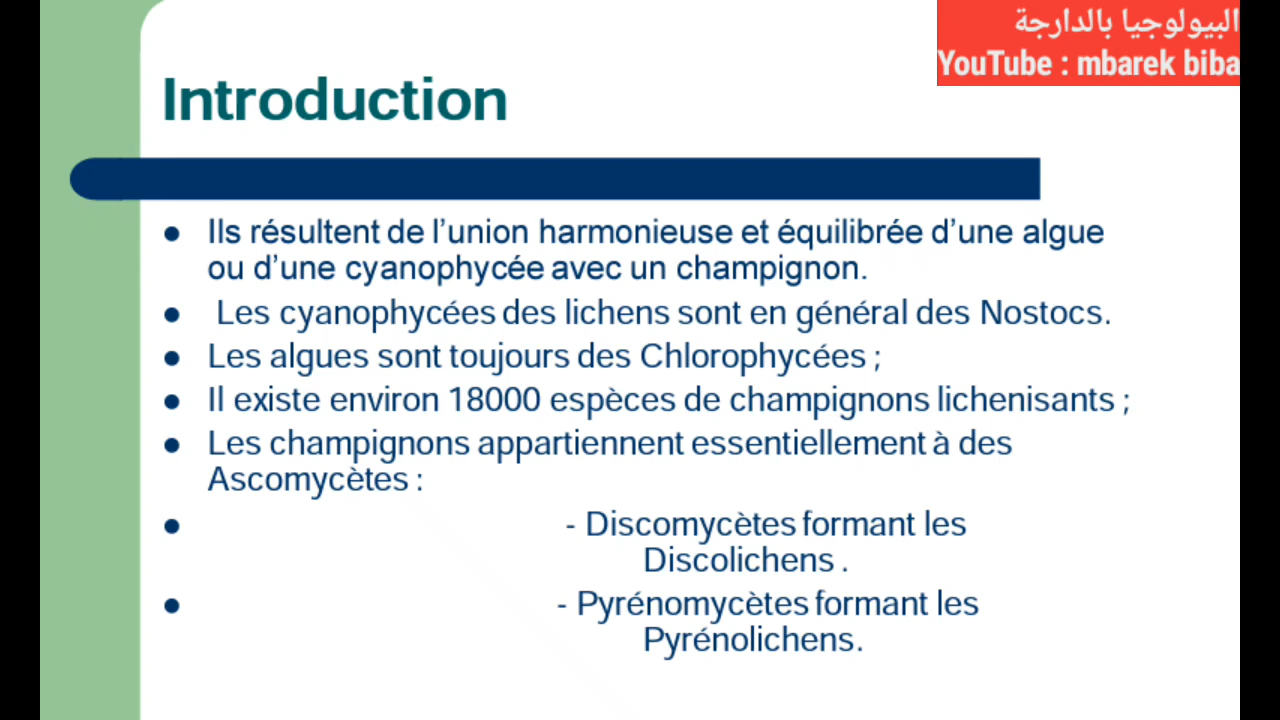 البيولوجيا بالدارجة
YouTube : mbarek biba
Introduction
Ils résultent de l’union harmonieuse et équilibrée d’une algue
ou d’une cyanophycée avec un champignon.
Les cyanophycées des lichens sont en général des Nostocs.
Les algues sont toujours des Chlorophycées ;
Il existe environ 18000 espèces de champignons lichenisants ;
Les champignons appartiennent essentiellement à des
Ascomycètes :
- Discomycètes formant les
Discolichens .
- Pyrénomycètes formant les
Pyrénolichens.